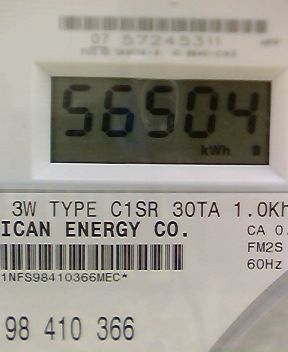 07 57245311
56504
kWh
3W TYPE C1SR 30TA 1.0Kh
ICAN ENERGY CO.
CA 0.
FM2S
60Hz
1NFS98410366MEC*
98 410 366